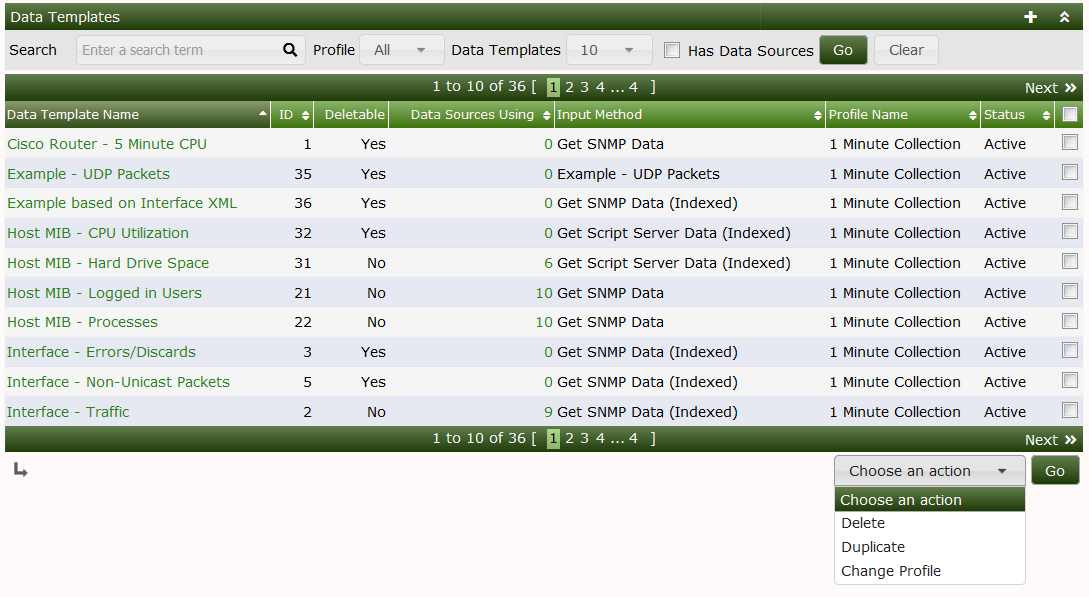 Data Templates
Search Enter a search term Profile All Data Templates 10 Has Data Sources Go Clear
1 to 10 of 36 [ 1 2 3 4 ... 4 ] Next
Data Template Name ID Deletable Data Sources Using Input Method Profile Name Status
Cisco Router - 5 Minute CPU 1 Yes 0 Get SNMP Data 1 Minute Collection Active
Example - UDP Packets 35 Yes 0 Example - UDP Packets 1 Minute Collection Active
Example based on Interface XML 36 Yes 0 Get SNMP Data (Indexed) 1 Minute Collection Active
Host MIB - CPU Utilization 32 Yes 0 Get Script Server Data (Indexed) 1 Minute Collection Active
Host MIB - Hard Drive Space 31 No 6 Get Script Server Data (Indexed) 1 Minute Collection Active
Host MIB - Logged in Users 21 No 10 Get SNMP Data 1 Minute Collection Active
Host MIB - Processes 22 No 10 Get SNMP Data 1 Minute Collection Active
Interface - Errors/Discards 3 Yes 0 Get SNMP Data (Indexed) 1 Minute Collection Active
Interface - Non-Unicast Packets 5 Yes 0 Get SNMP Data (Indexed) 1 Minute Collection Active
Interface - Traffic 2 No 9 Get SNMP Data (Indexed) 1 Minute Collection Active
1 to 10 of 36 [ 1 2 3 4 ... 4 ] Next
Choose an action Go
Choose an action
Delete
Duplicate
Change Profile